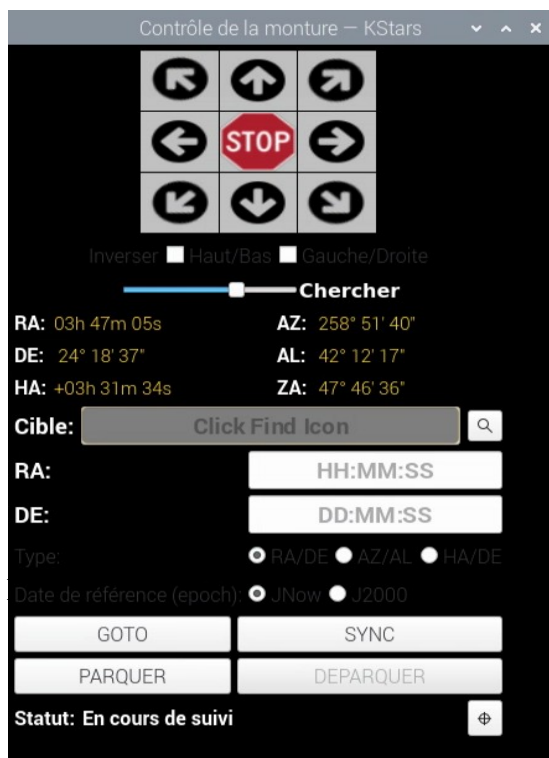 Contrôle de la monture — KStars
STOP
Inverser Haut/Bas Gauche/Droite
Chercher
RA: 03h 47m 05s AZ: 258° 51' 40"
DE: 24° 18' 37" AL: 42° 12' 17"
HA: +03h 31m 34s ZA: 47° 46' 36"
Cible: Click Find Icon
RA: HH:MM:SS
DE: DD:MM:SS
Type: RA/DE AZ/AL HA/DE
Date de référence (epoch): JNow J2000
GOTO SYNC
PARQUER DEPARQUER
Statut: En cours de suivi